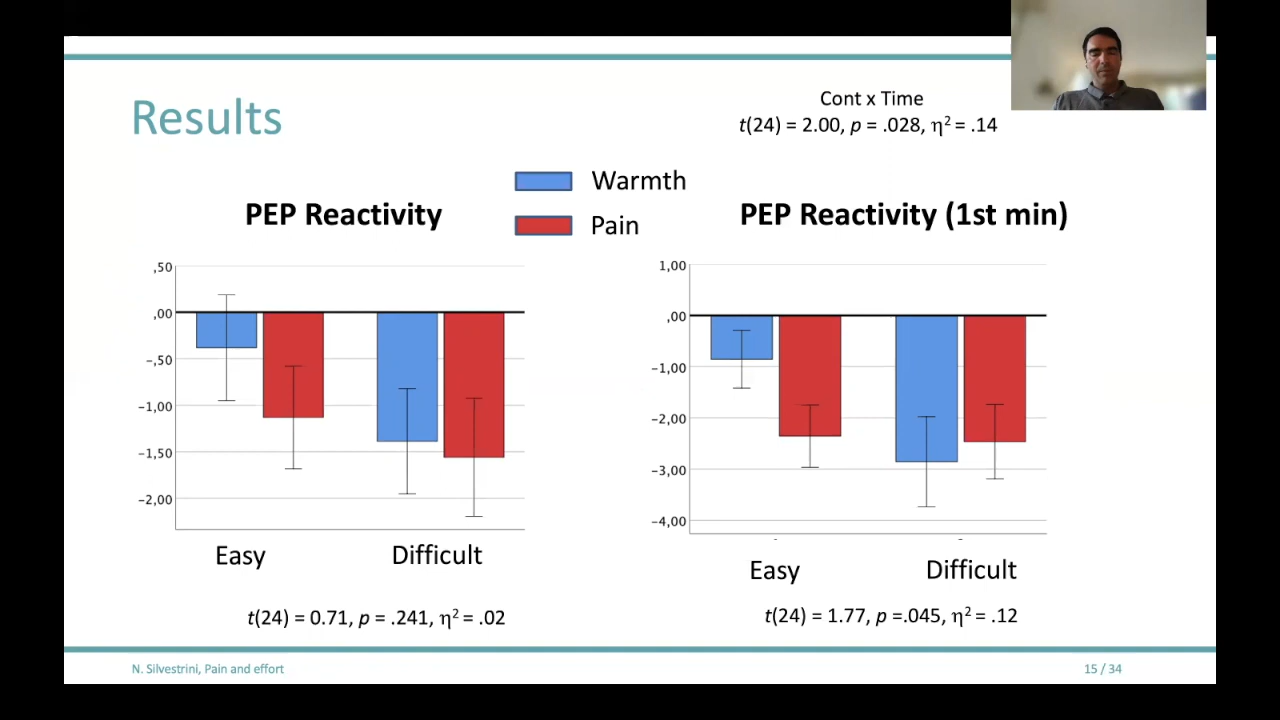 Results
Cont x Time
t(24) = 2.00, p = .028, η² = .14
Warmth
Pain
PEP Reactivity
,50
,00
−,50
−1,00
−1,50
−2,00
Easy Difficult
t(24) = 0.71, p = .241, η² = .02
PEP Reactivity (1st min)
1,00
,00
−1,00
−2,00
−3,00
−4,00
Easy Difficult
t(24) = 1.77, p =.045, η² = .12
N. Silvestrini, Pain and effort
15 / 34